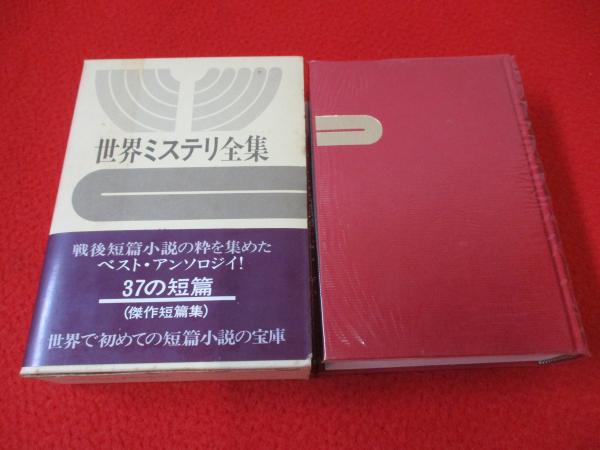 世界ミステリ全集
戦後短篇小説の粋を集めた
ベスト・アンソロジイ!
37の短篇
(傑作短篇集)
世界で初めての短篇小説の宝庫